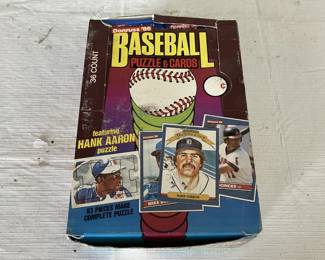 Donruss '86
BASEBALL
PUZZLE & CARDS
36 COUNT
C
featuring
HANK AARON
puzzle
63 PIECES MAKE
COMPLETE PUZZLE